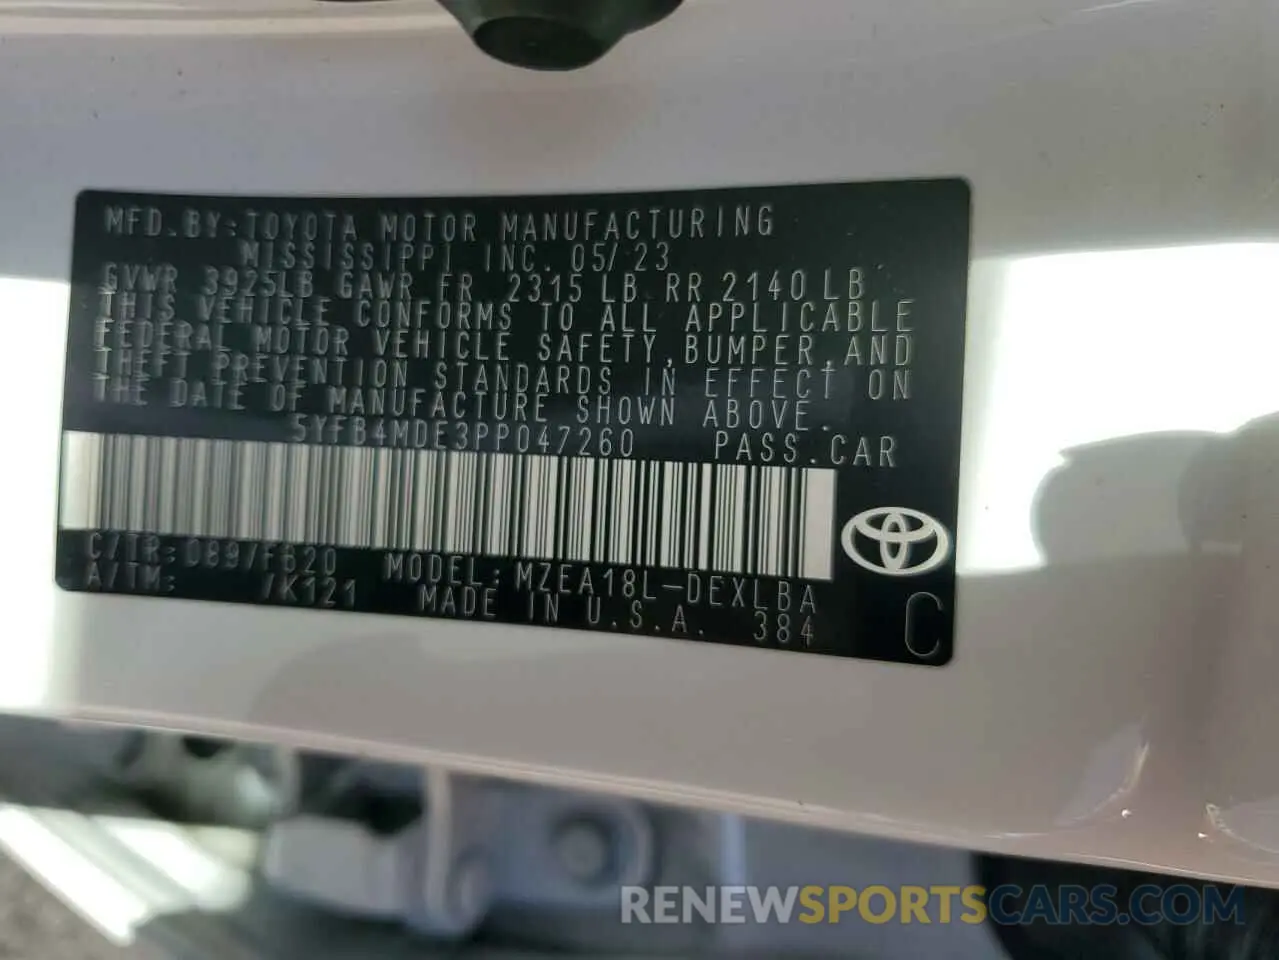 MFD.BY:TOYOTA MOTOR MANUFACTURING
MISSISSIPPI INC. 05/23
GVWR 3925LB GAWR FR 2315 LB RR 2140 LB
THIS VEHICLE CONFORMS TO ALL APPLICABLE
FEDERAL MOTOR VEHICLE SAFETY, BUMPER, AND
THEFT PREVENTION STANDARDS IN EFFECT ON
THE DATE OF MANUFACTURE SHOWN ABOVE.
5YFB4MDE3PP047260 PASS.CAR
C/TR:089/FB20 MODEL:MZEA18L-DEXLBA
A/TM: /K121 MADE IN U.S.A. 384
C
RENEWSPORTSCARS.COM